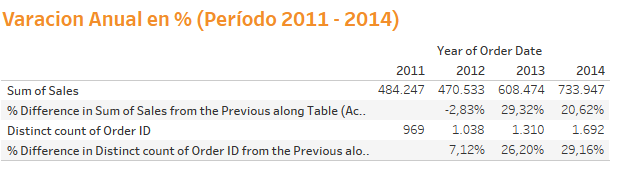 Varacion Anual en % (Período 2011 - 2014)
Year of Order Date
2011 2012 2013 2014
Sum of Sales 484.247 470.533 608.474 733.947
% Difference in Sum of Sales from the Previous along Table (Ac.. -2,83% 29,32% 20,62%
Distinct count of Order ID 969 1.038 1.310 1.692
% Difference in Distinct count of Order ID from the Previous alo.. 7,12% 26,20% 29,16%